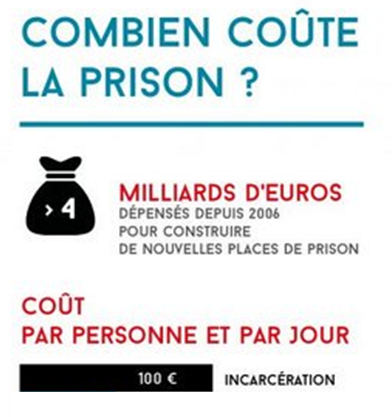 COMBIEN COÛTE
LA PRISON ?
> 4
MILLIARDS D'EUROS
DÉPENSÉS DEPUIS 2006
POUR CONSTRUIRE
DE NOUVELLES PLACES DE PRISON
COÛT
PAR PERSONNE ET PAR JOUR
100 € INCARCÉRATION